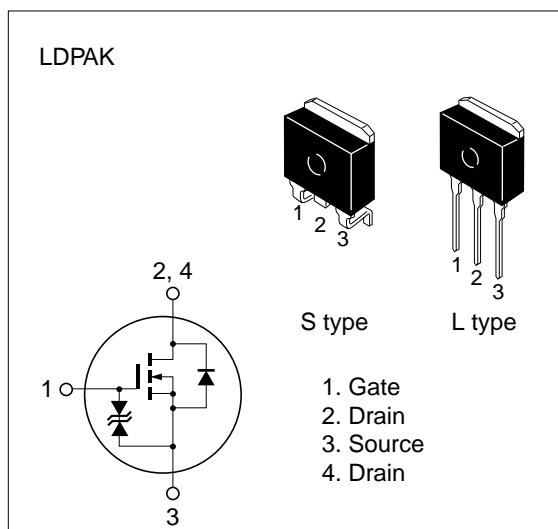 LDPAK
1
2
3
1
2
3
S type
L type
2, 4
1
3
1. Gate
2. Drain
3. Source
4. Drain